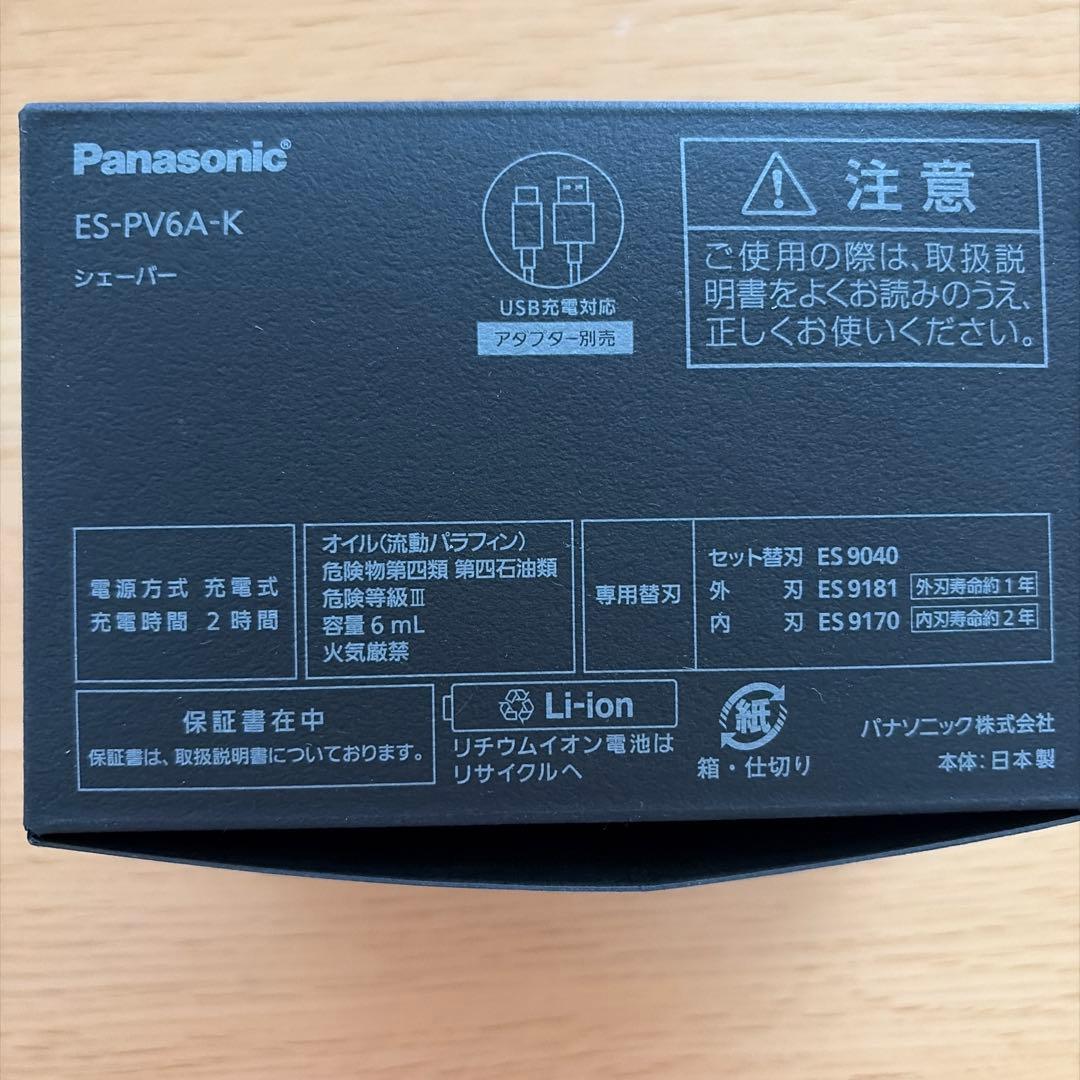 Panasonic®
ES-PV6A-K
シェーバー
USB充電対応
アダプター別売
注意
ご使用の際は、取扱説
明書をよくお読みのうえ、
正しくお使いください。
電源方式 充電式
充電時間 2時間
オイル(流動パラフィン)
危険物第四類 第四石油類
危険等級Ⅲ
容量6mL
火気厳禁
専用替刃
セット替刃 ES9040
外刃 ES9181 外刃寿命約1年
内刃 ES9170 内刃寿命約2年
保証書在中
保証書は、取扱説明書についております。
Li-ion
リチウムイオン電池は
リサイクルへ
紙
箱・仕切り
パナソニック株式会社
本体:日本製